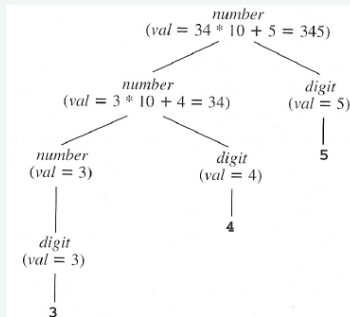 number
(val = 34 * 10 + 5 = 345)
number
(val = 3 * 10 + 4 = 34)
digit
(val = 5)
number
(val = 3)
digit
(val = 4)
5
4
digit
(val = 3)
3